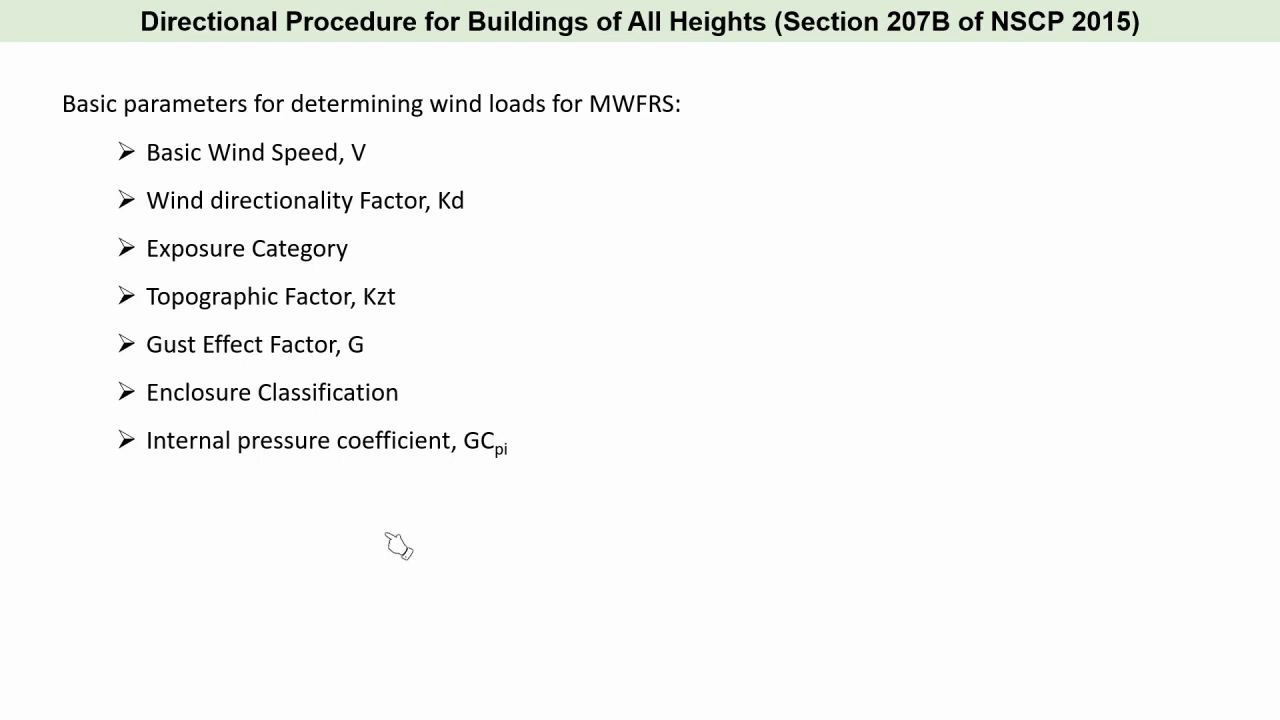 Directional Procedure for Buildings of All Heights (Section 207B of NSCP 2015)
Basic parameters for determining wind loads for MWFRS:
➢ Basic Wind Speed, V
➢ Wind directionality Factor, Kd
➢ Exposure Category
➢ Topographic Factor, Kzt
➢ Gust Effect Factor, G
➢ Enclosure Classification
➢ Internal pressure coefficient, GCpi